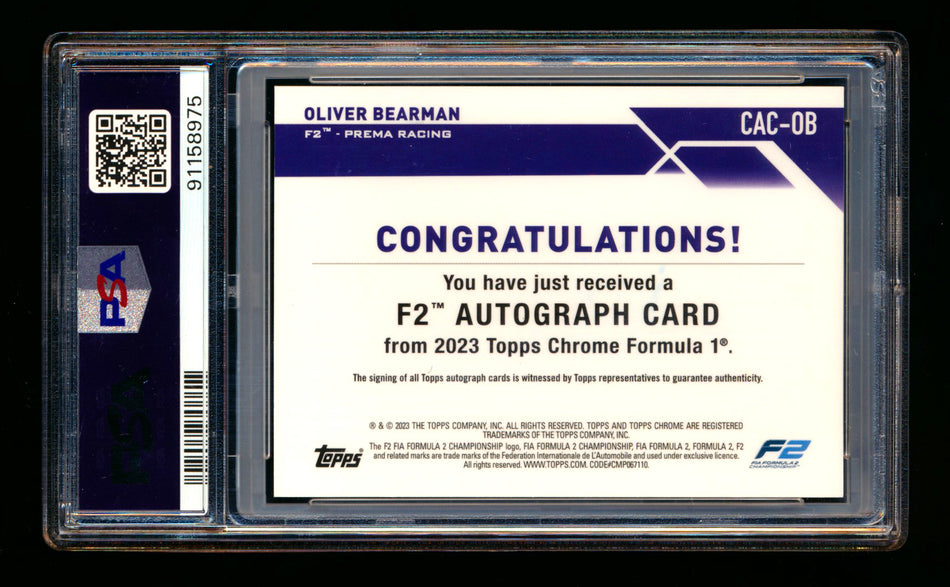 OLIVER BEARMAN
F2™ - PREMA RACING
CAC-OB
CONGRATULATIONS!
You have just received a
F2™ AUTOGRAPH CARD
from 2023 Topps Chrome Formula 1®.
The signing of all Topps autograph cards is witnessed by Topps representatives to guarantee authenticity.
® & © 2023 THE TOPPS COMPANY, INC. ALL RIGHTS RESERVED. TOPPS AND TOPPS CHROME ARE REGISTERED
TRADEMARKS OF THE TOPPS COMPANY, INC.
The F2 FIA FORMULA 2 CHAMPIONSHIP logo, FIA FORMULA 2 CHAMPIONSHIP, FIA FORMULA 2, FORMULA 2, F2
and related marks are trade marks of the Federation Internationale de L'Automobile and used under exclusive licence.
All rights reserved. WWW.TOPPS.COM. CODE#CMP067110.
topps®
F2
FIA FORMULA 2
CHAMPIONSHIP™
91158975
PSA
PSA